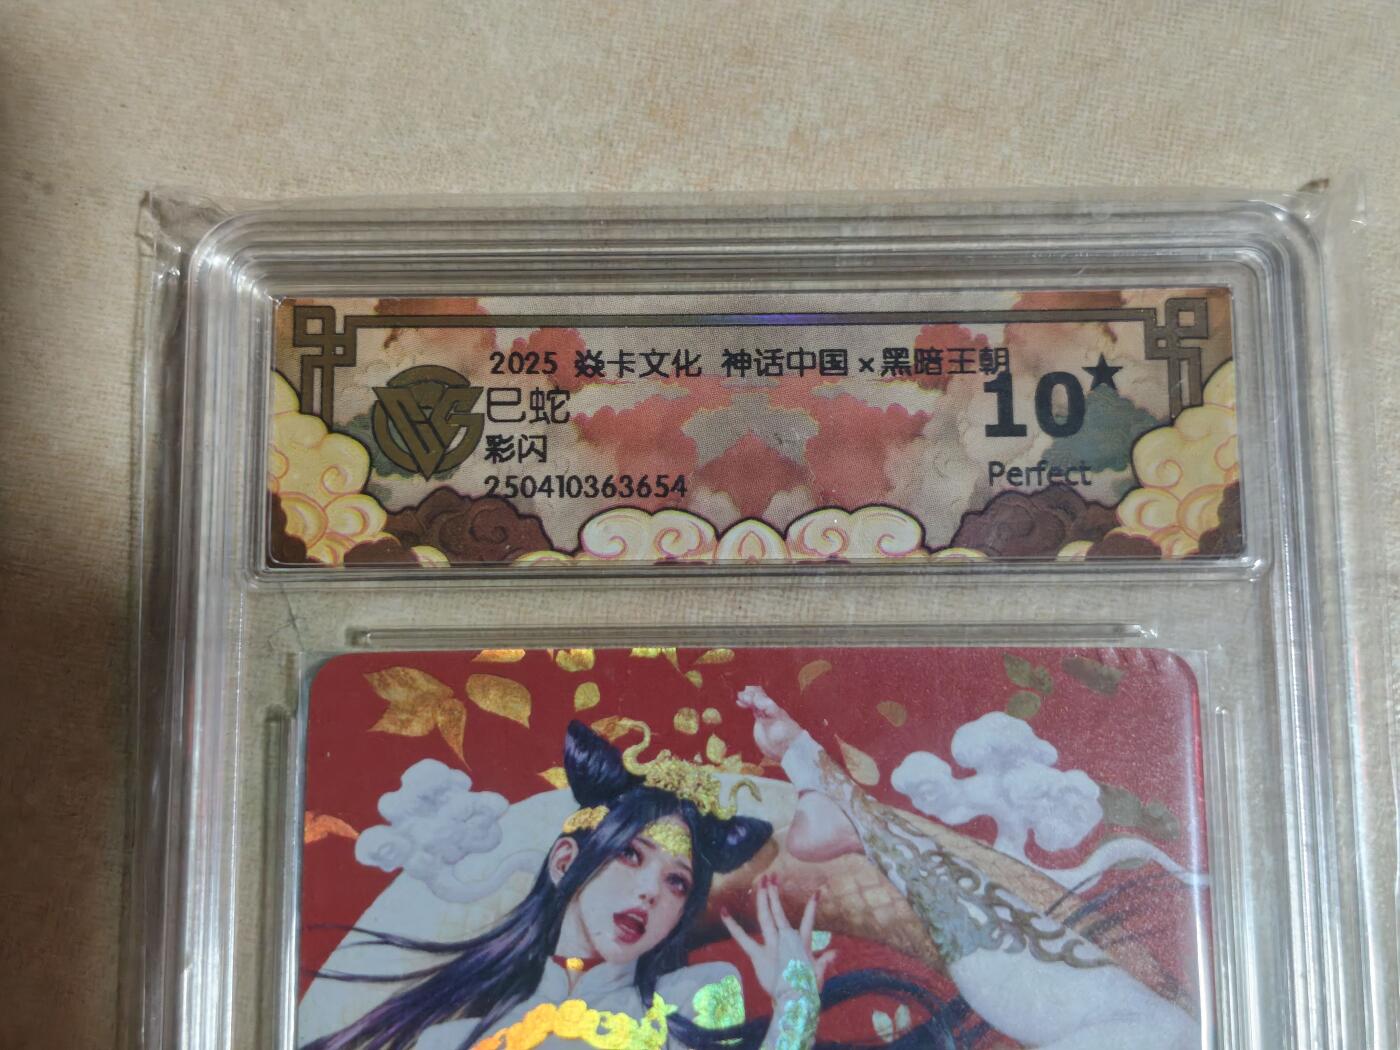 2025 焱卡文化 神话中国×黑暗王朝
巳蛇
彩闪
250410363654
10★
Perfect